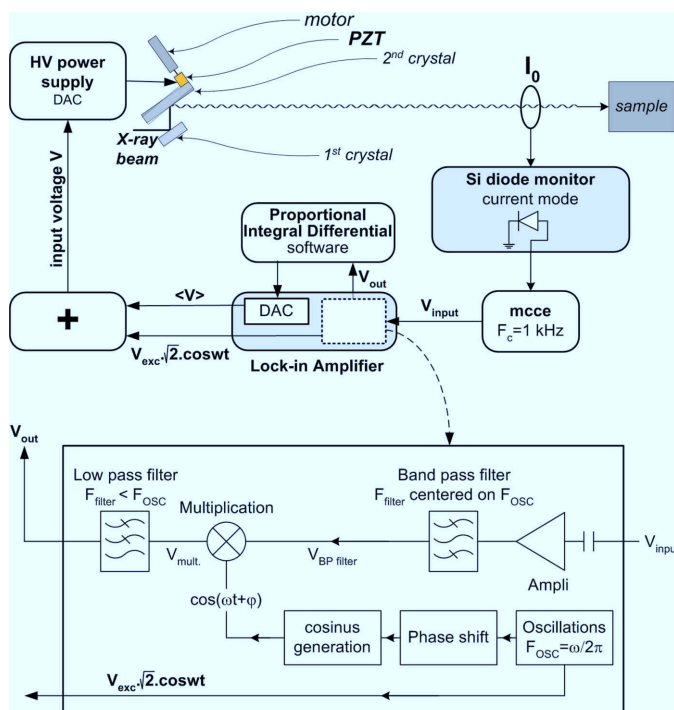 motor
PZT
2nd crystal
HV power
supply
DAC
I0
sample
X-ray
beam
1st crystal
Si diode monitor
current mode
input voltage V
Proportional
Integral Differential
software
Vout
<V>
DAC
Vinput
mcce
Fc=1 kHz
+
Vexc.√2.coswt
Lock-in Amplifier
Vout
Low pass filter
Ffilter < FOSC
Multiplication
Band pass filter
Ffilter centered on FOSC
Vmult.
VBP filter
Vinput
Ampli
cos(ωt+φ)
cosinus
generation
Phase shift
Oscillations
FOSC=ω/2π
Vexc.√2.coswt